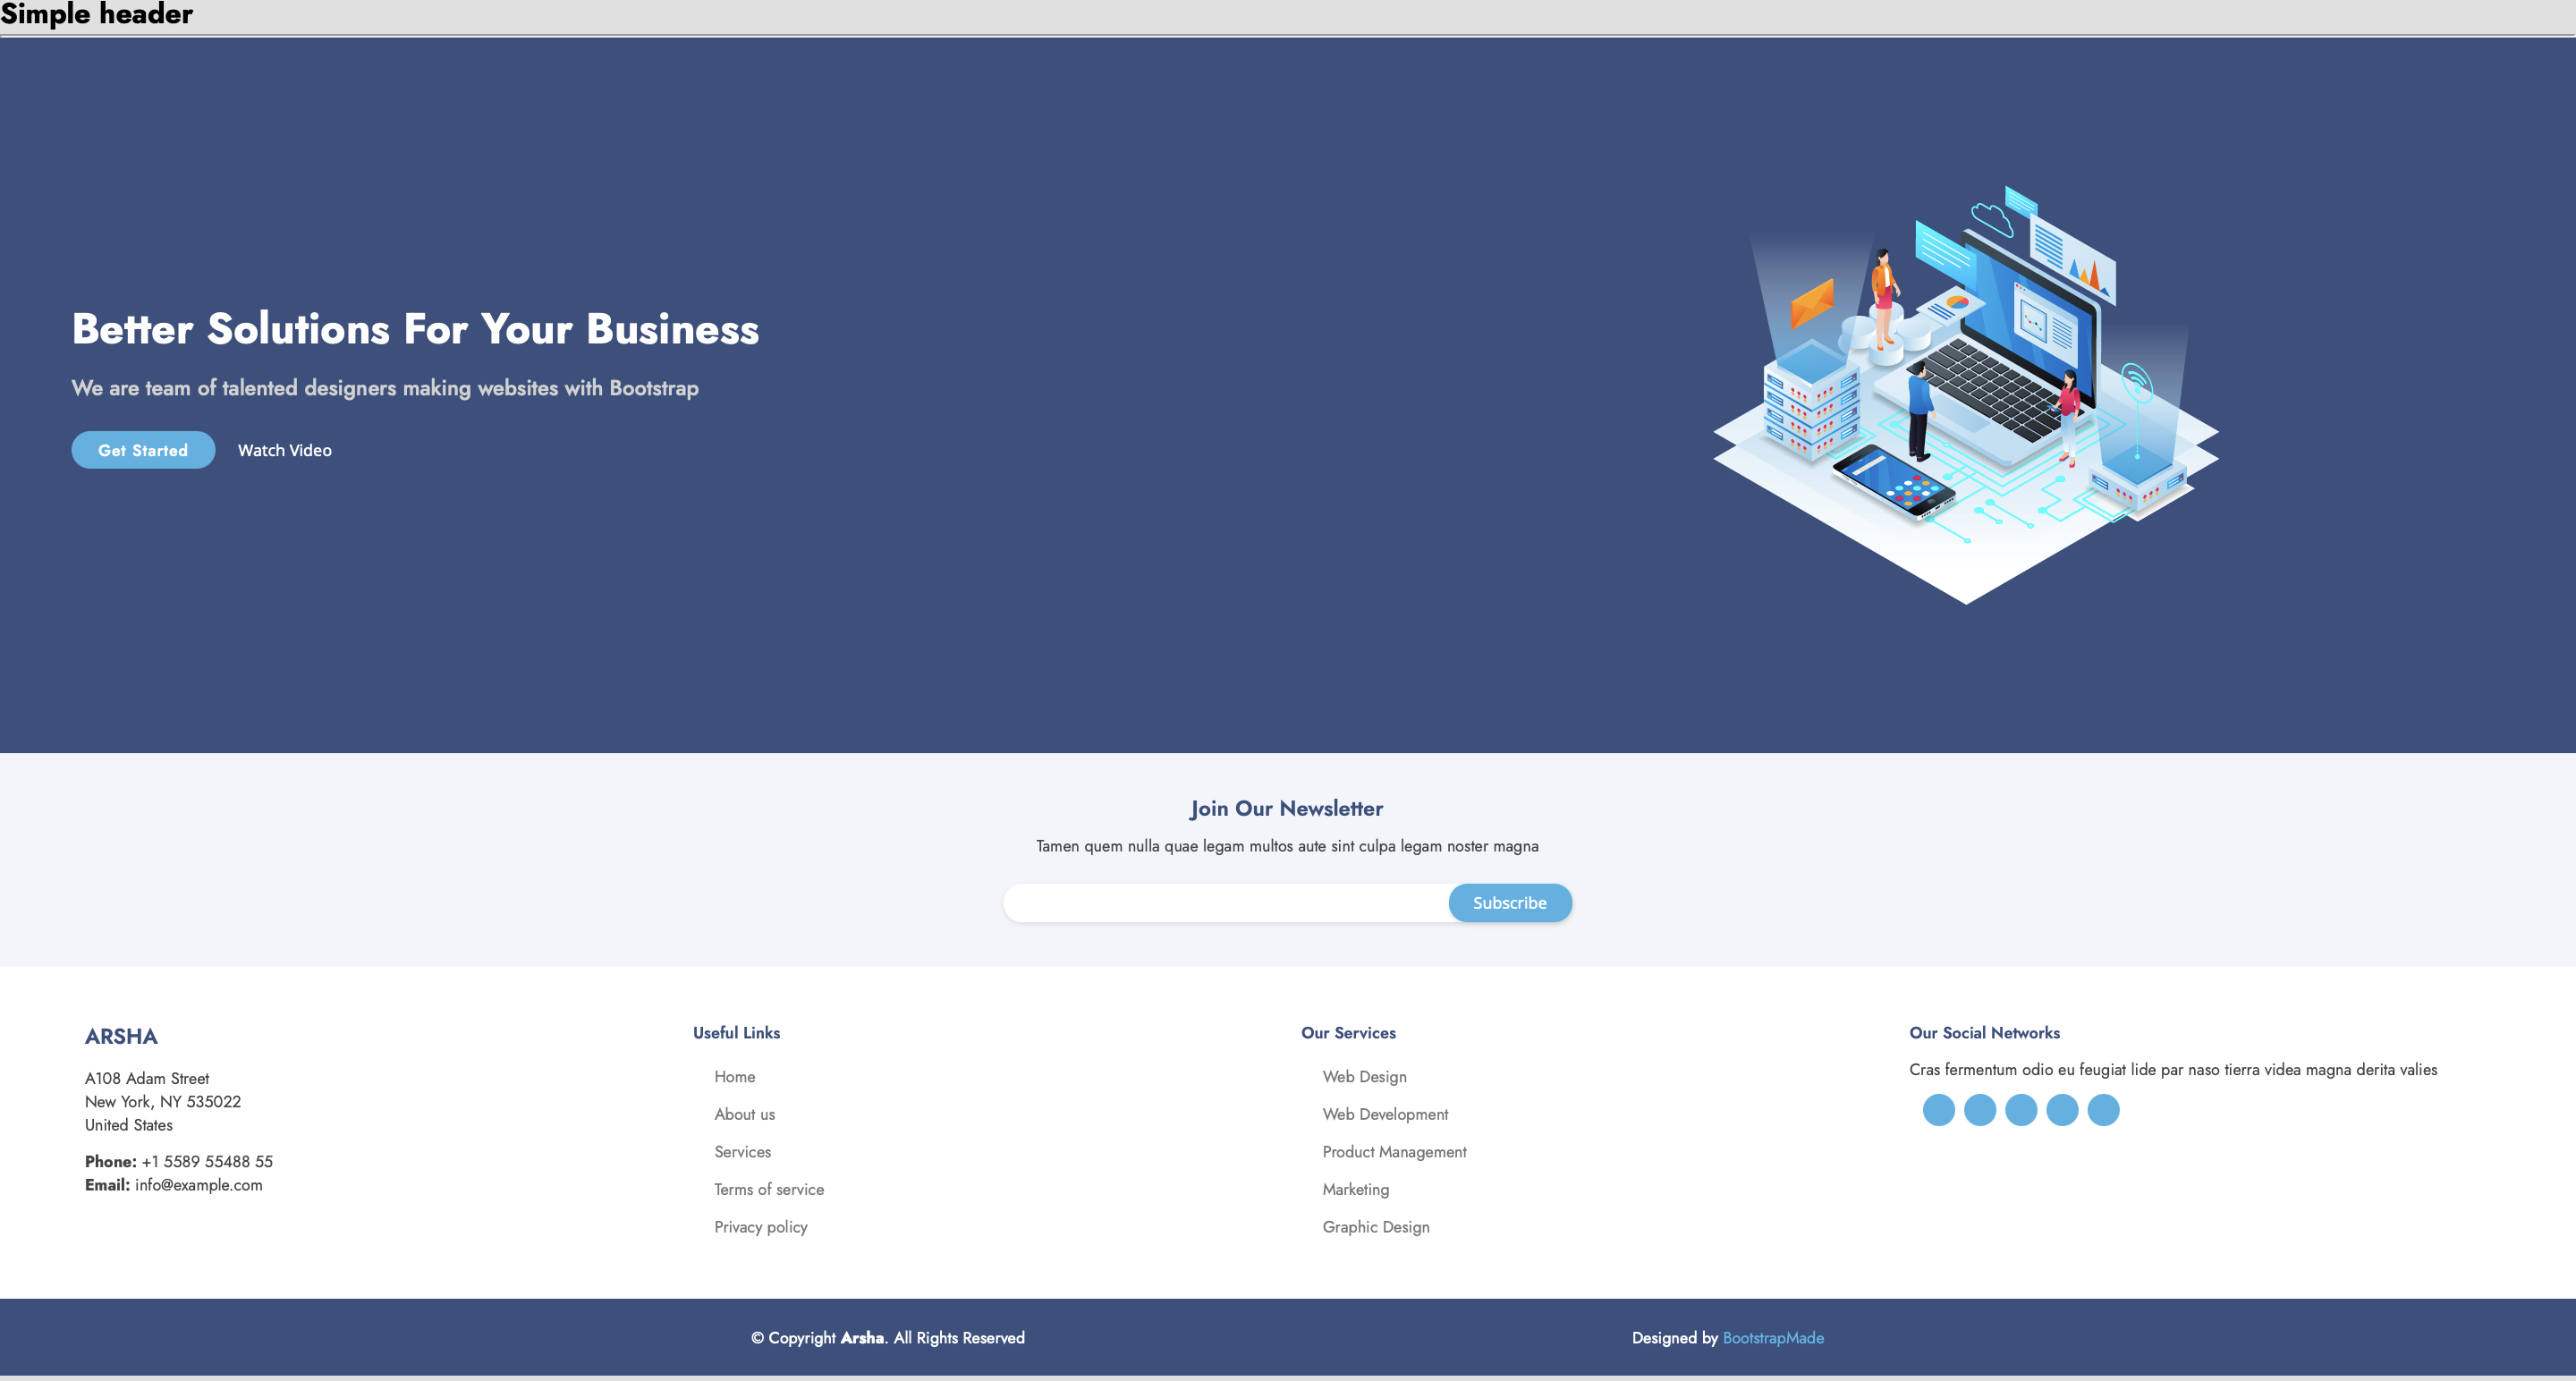 Simple header
Better Solutions For Your Business
We are team of talented designers making websites with Bootstrap
Get Started
Watch Video
Join Our Newsletter
Tamen quem nulla quae legam multos aute sint culpa legam noster magna
Subscribe
ARSHA
A108 Adam Street
New York, NY 535022
United States
Phone: +1 5589 55488 55
Email: info@example.com
Useful Links
Home
About us
Services
Terms of service
Privacy policy
Our Services
Web Design
Web Development
Product Management
Marketing
Graphic Design
Our Social Networks
Cras fermentum odio eu feugiat lide par naso tierra videa magna derita valies
© Copyright Arsha. All Rights Reserved
Designed by BootstrapMade